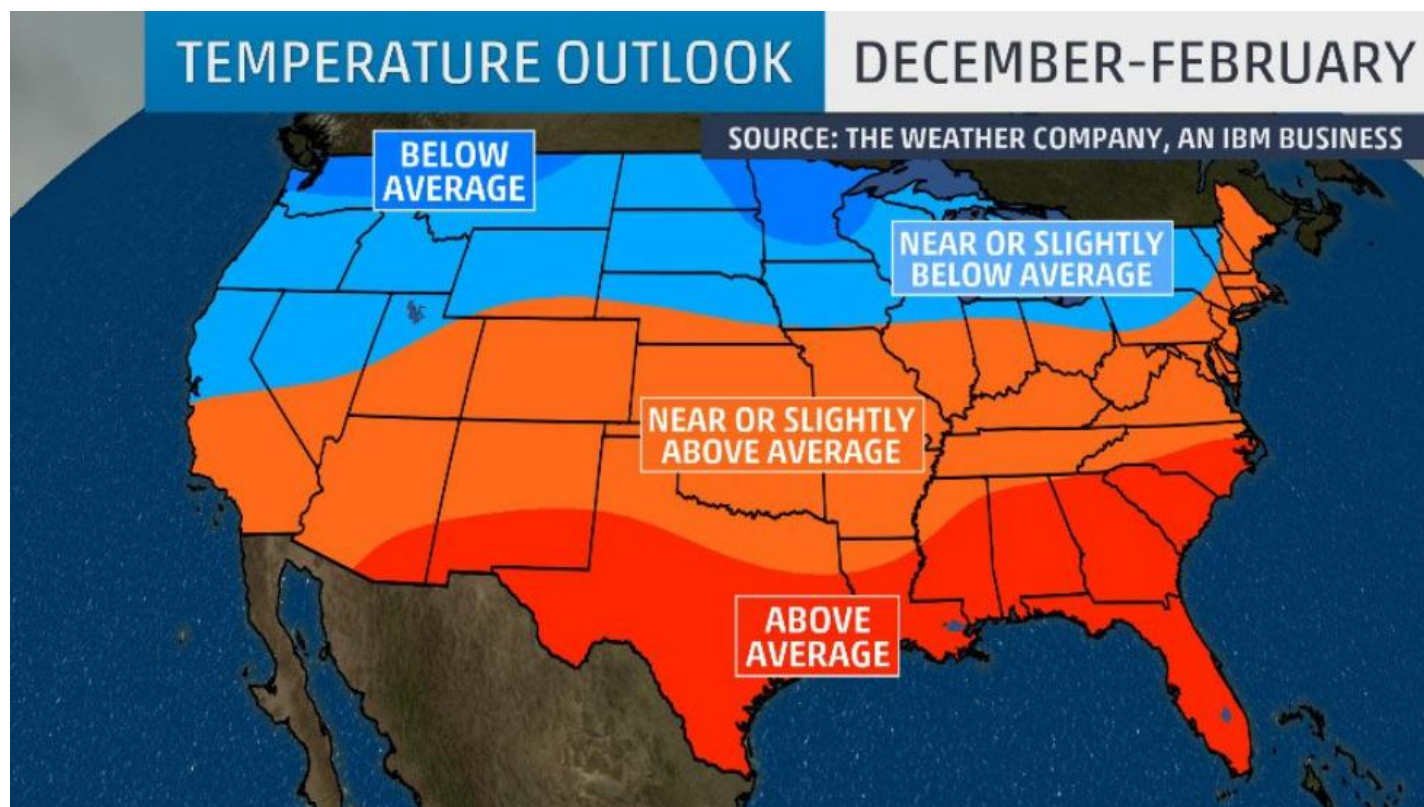 TEMPERATURE OUTLOOK
DECEMBER-FEBRUARY
SOURCE: THE WEATHER COMPANY, AN IBM BUSINESS
BELOW
AVERAGE
NEAR OR SLIGHTLY
BELOW AVERAGE
NEAR OR SLIGHTLY
ABOVE AVERAGE
ABOVE
AVERAGE